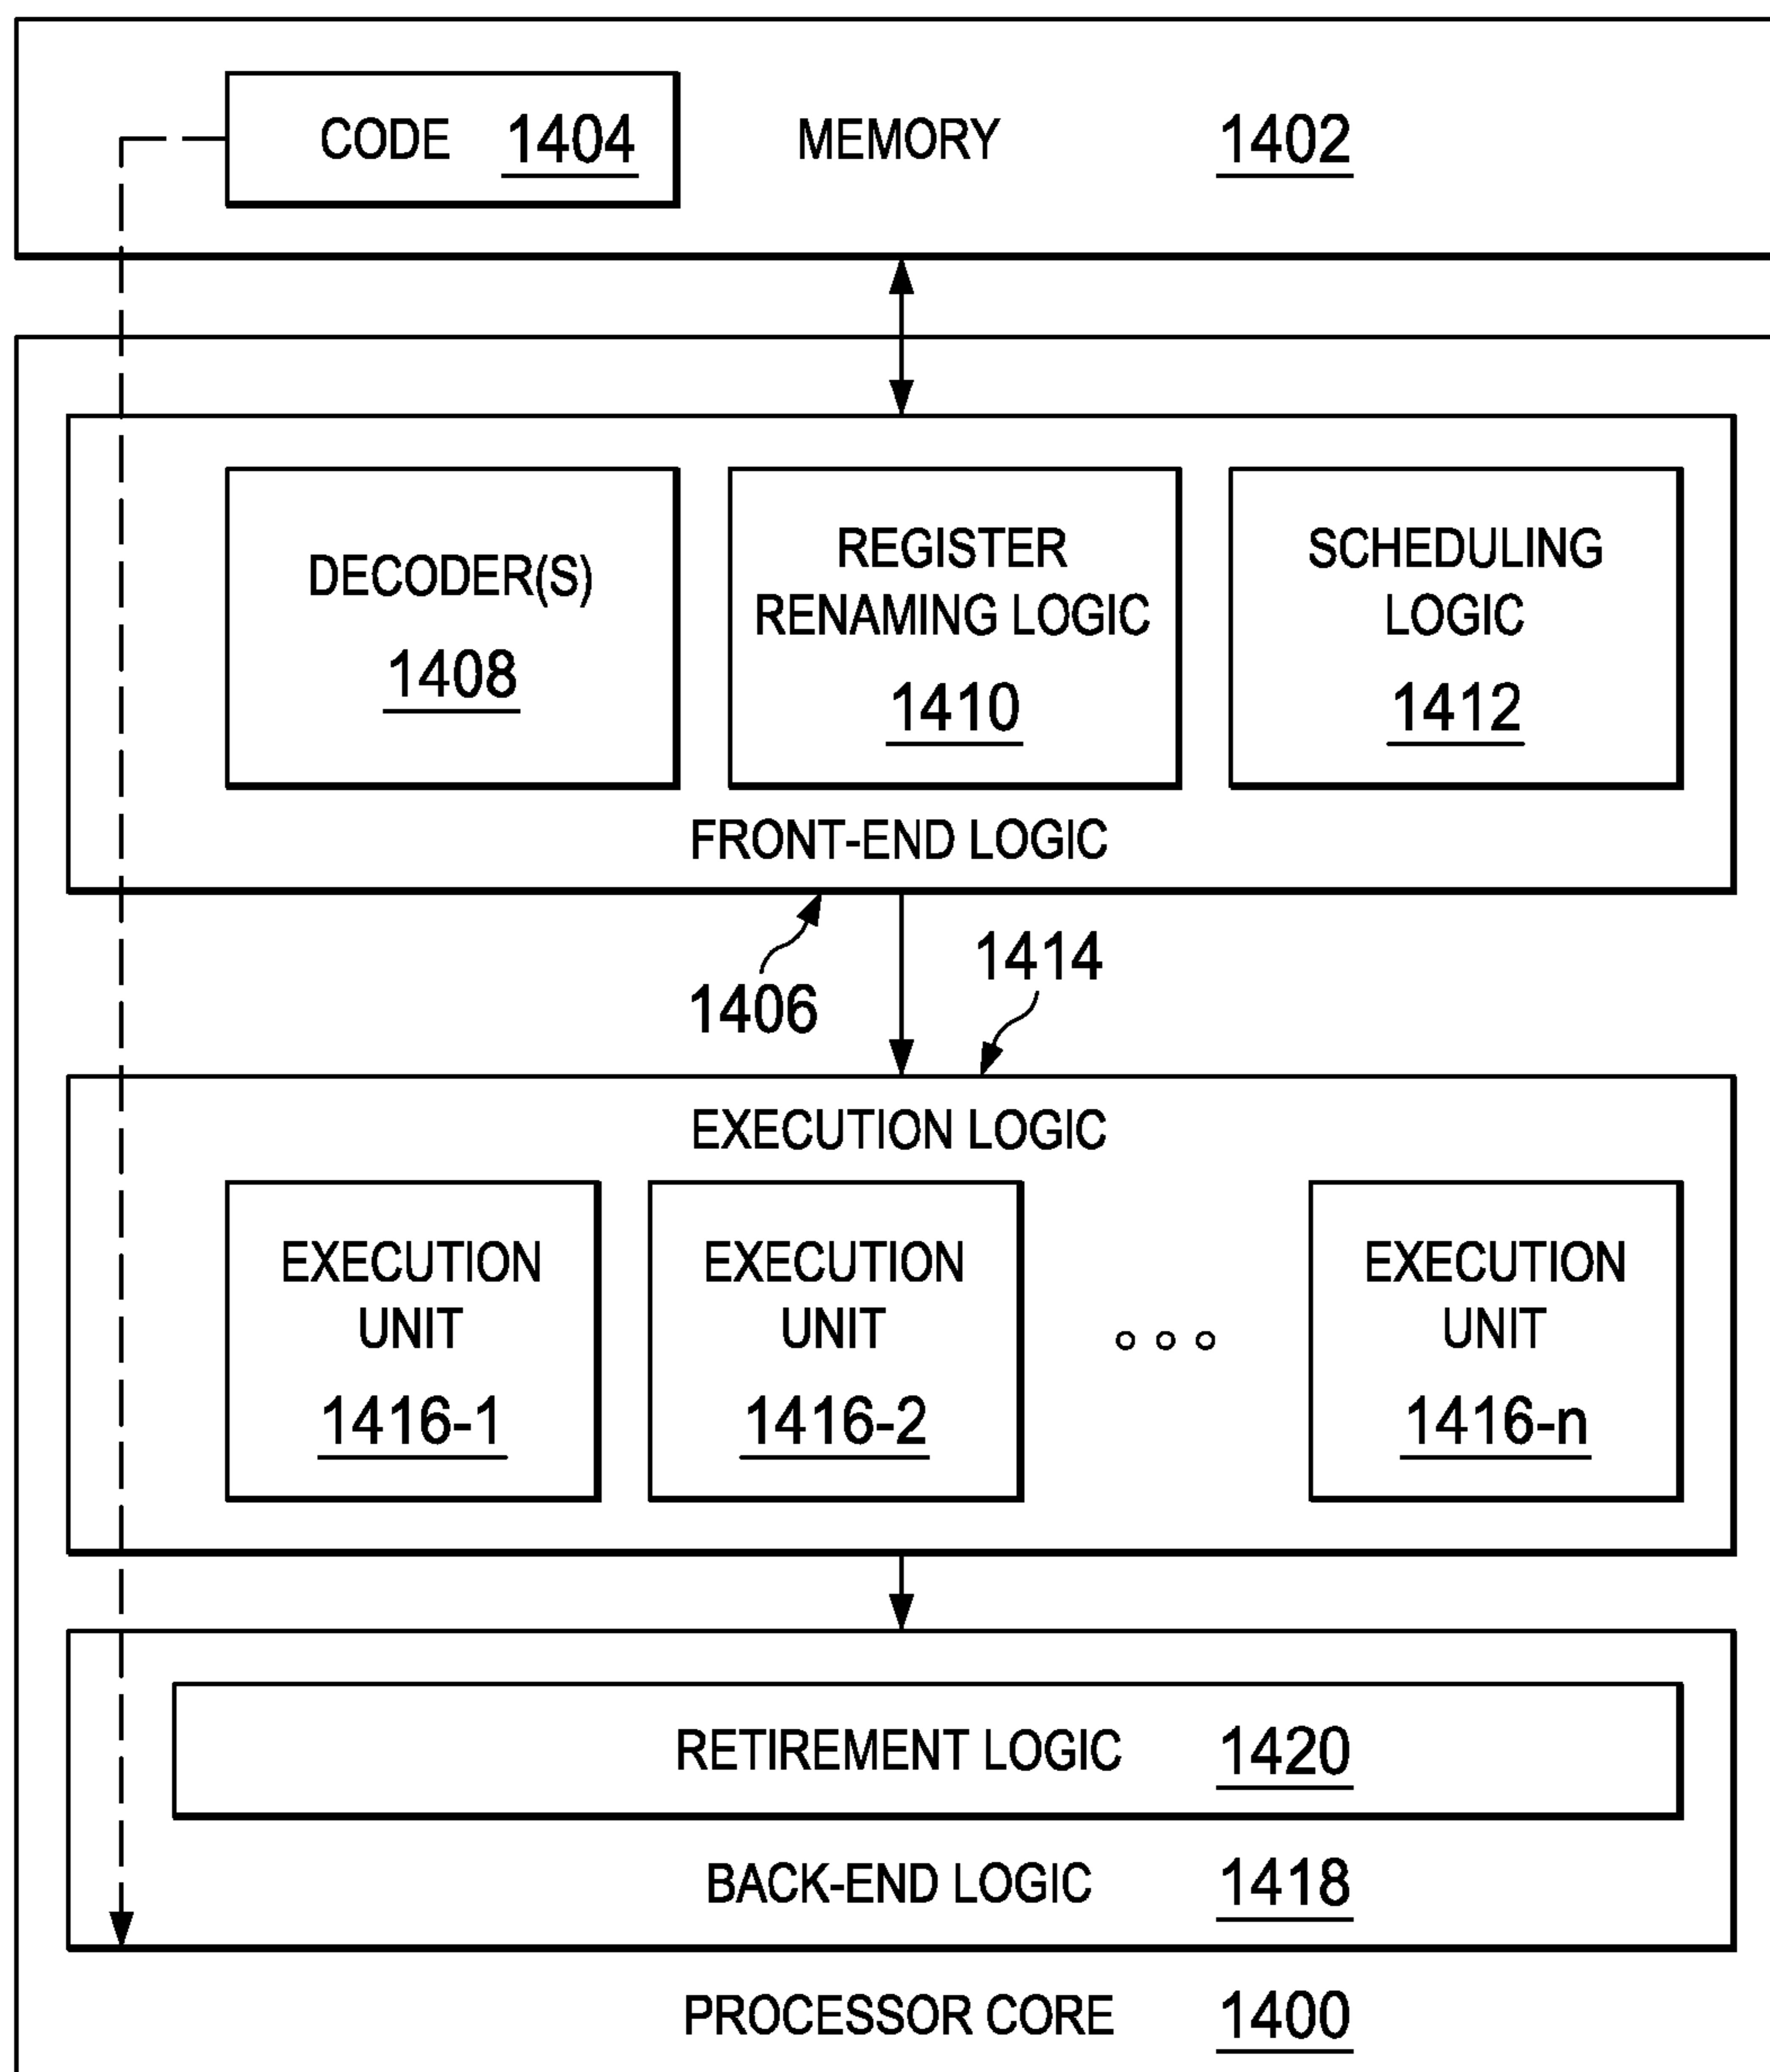 CODE 1404 MEMORY 1402
DECODER(S)
1408
REGISTER
RENAMING LOGIC
1410
SCHEDULING
LOGIC
1412
FRONT-END LOGIC
1406
1414
EXECUTION LOGIC
EXECUTION
UNIT
1416-1
EXECUTION
UNIT
1416-2
EXECUTION
UNIT
1416-n
RETIREMENT LOGIC 1420
BACK-END LOGIC 1418
PROCESSOR CORE 1400